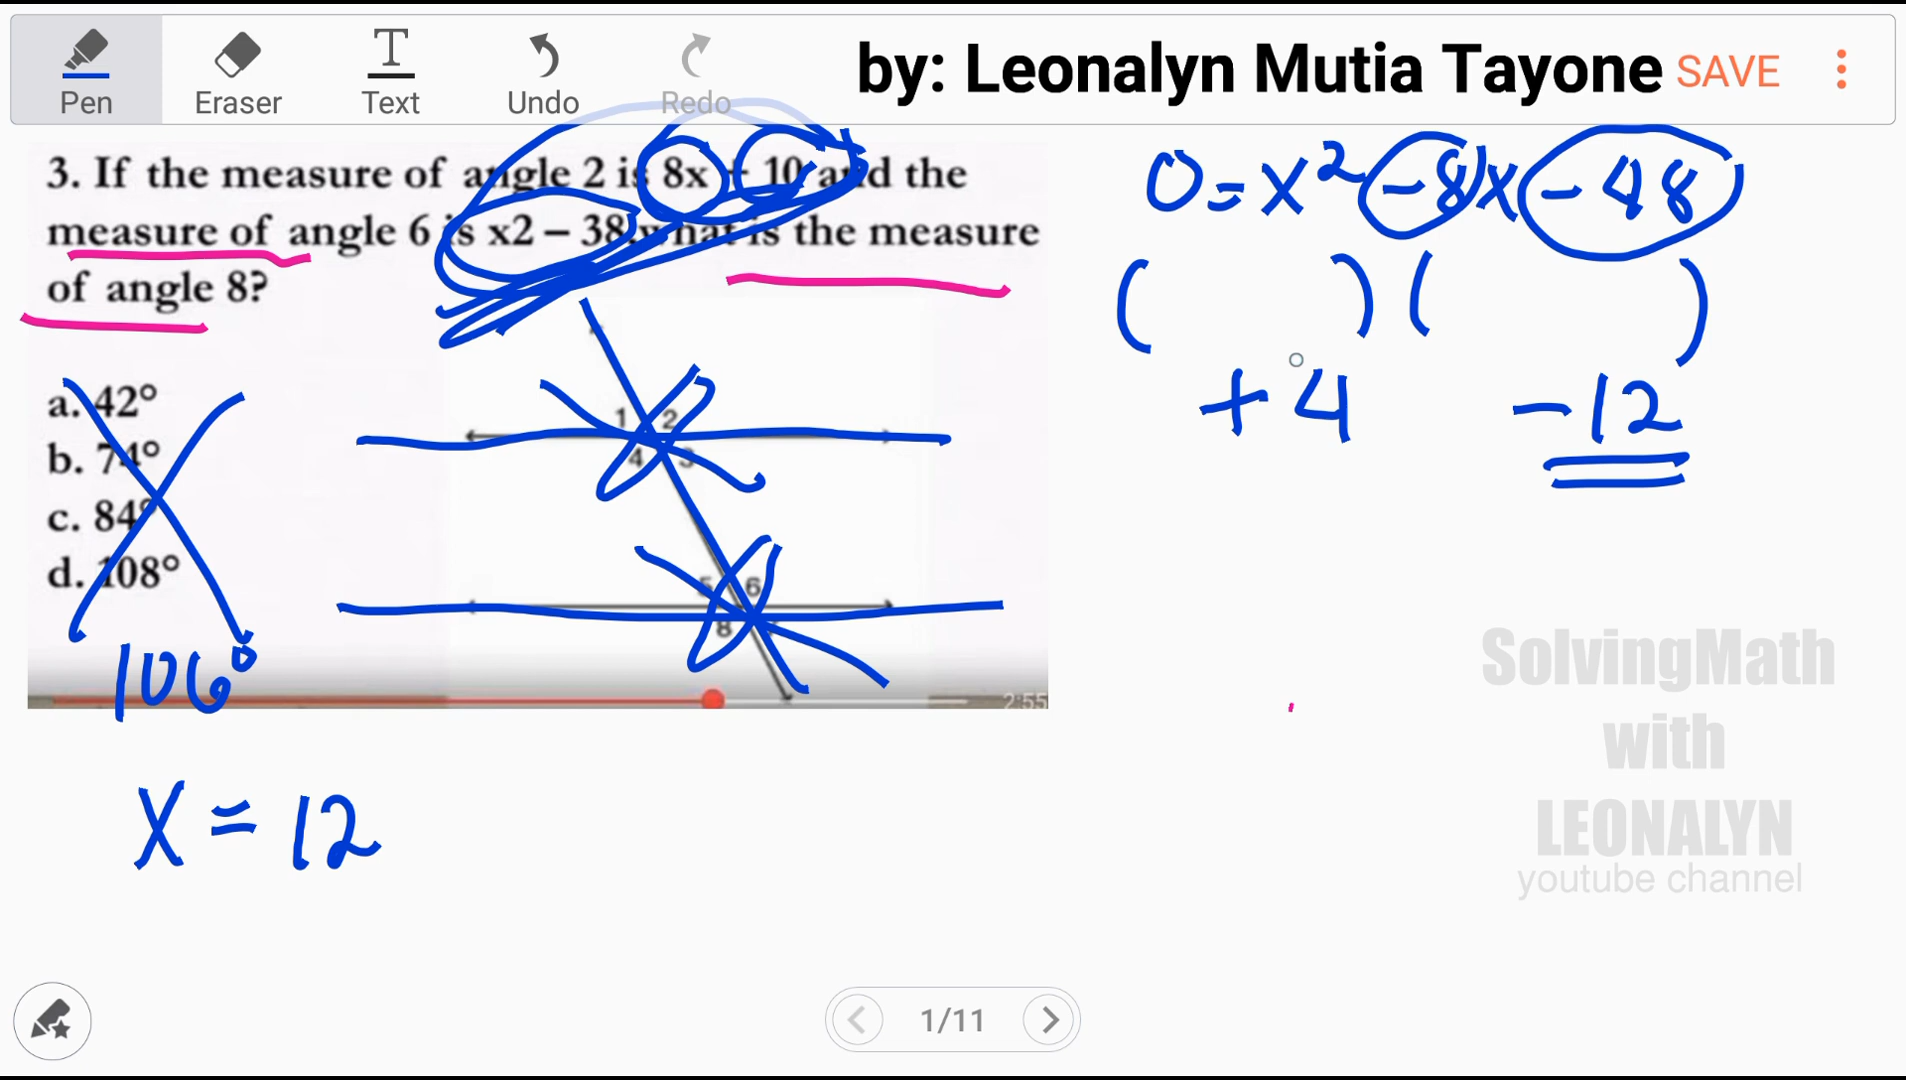 Pen
Eraser
Text
Undo
Redo
by: Leonalyn Mutia Tayone
SAVE
3. If the measure of angle 2 is 8x + 10 and the
measure of angle 6 is x2 – 38, what is the measure
of angle 8?
a. 42°
b. 74°
c. 84°
d. 108°
106°
x = 12
1 2
4 3
5 6
8
2:55
0 = x² - 8x - 48
( ) ( )
+ 4 - 12
SolvingMath
with
LEONALYN
youtube channel
1/11